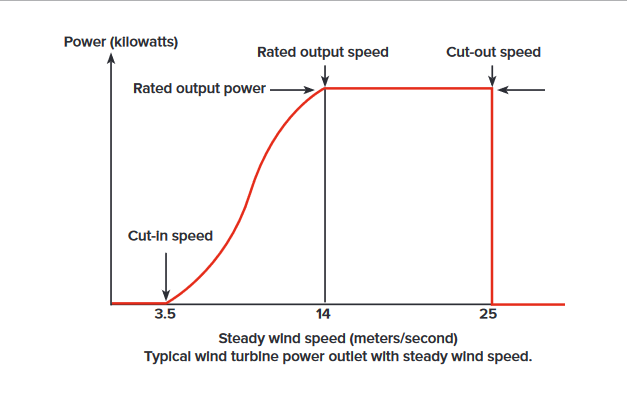 Power (kilowatts)
Rated output speed
Cut-out speed
Rated output power
Cut-in speed
3.5
14
25
Steady wind speed (meters/second)
Typical wind turbine power outlet with steady wind speed.